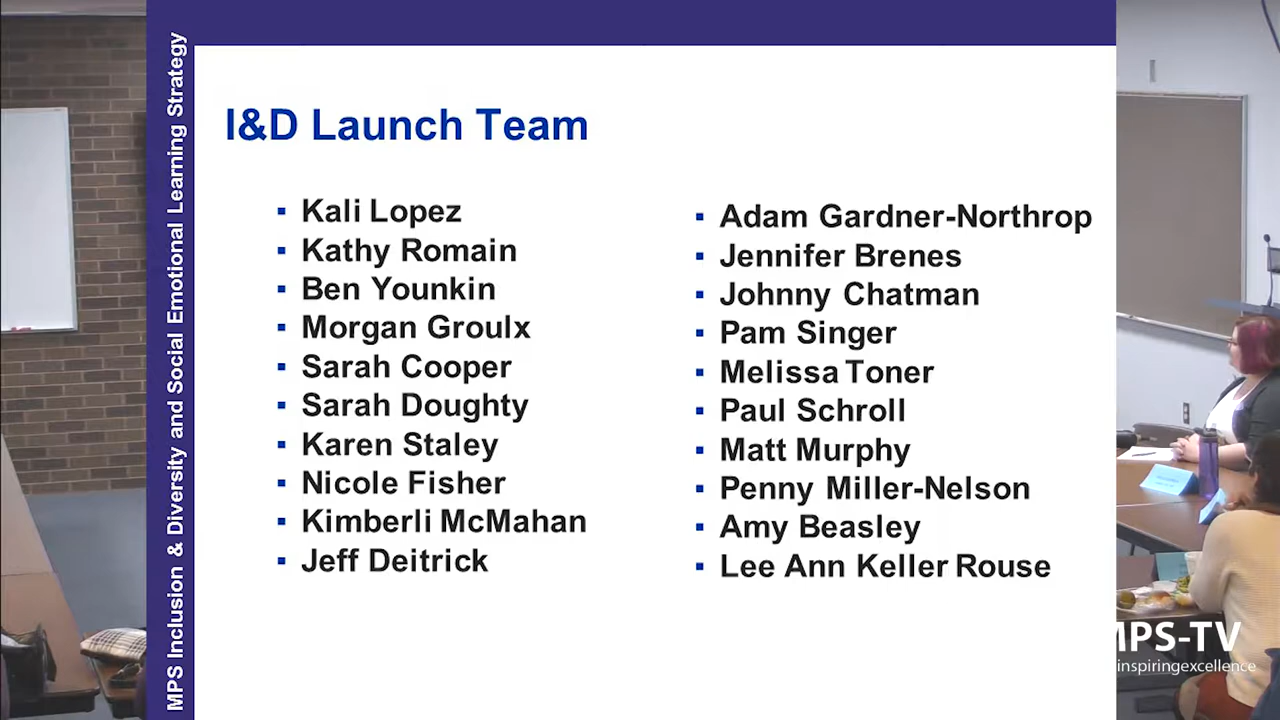 MPS Inclusion & Diversity and Social Emotional Learning Strategy
I&D Launch Team
▪ Kali Lopez
▪ Kathy Romain
▪ Ben Younkin
▪ Morgan Groulx
▪ Sarah Cooper
▪ Sarah Doughty
▪ Karen Staley
▪ Nicole Fisher
▪ Kimberli McMahan
▪ Jeff Deitrick
▪ Adam Gardner-Northrop
▪ Jennifer Brenes
▪ Johnny Chatman
▪ Pam Singer
▪ Melissa Toner
▪ Paul Schroll
▪ Matt Murphy
▪ Penny Miller-Nelson
▪ Amy Beasley
▪ Lee Ann Keller Rouse
MPS-TV
inspiringexcellence